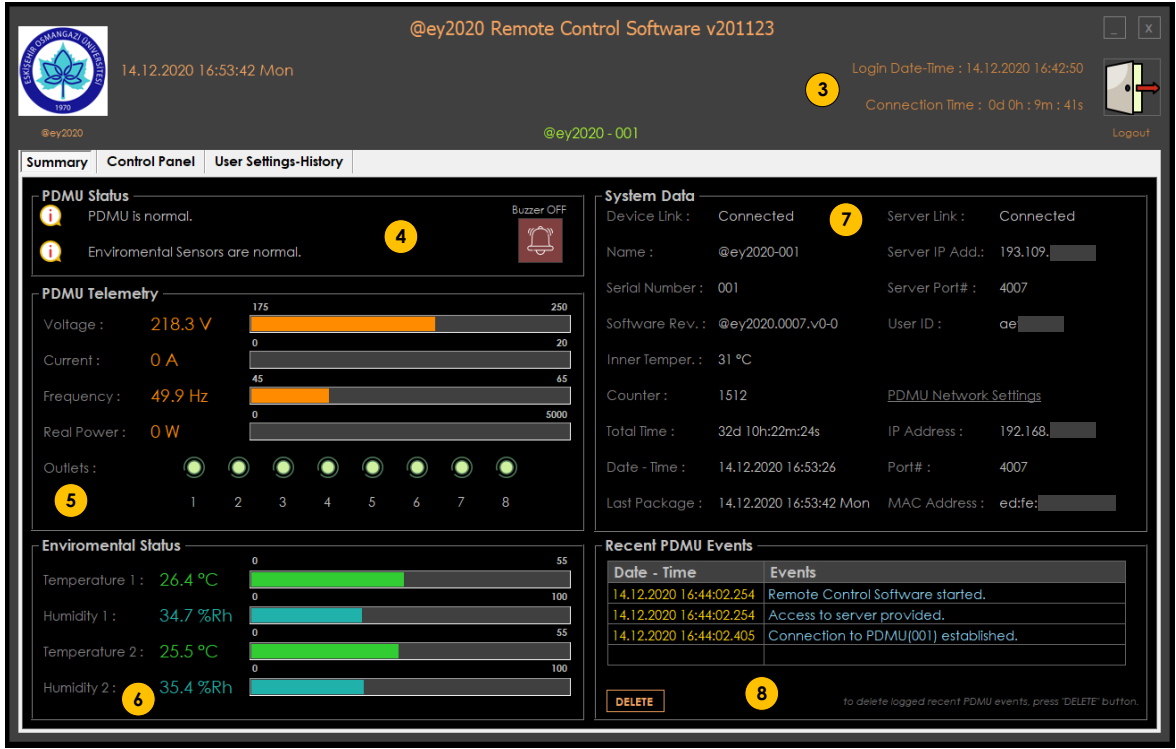 @ey2020 Remote Control Software v201123
_ X
ESKİŞEHİR OSMANGAZİ ÜNİVERSİTESİ
1970
14.12.2020 16:53:42 Mon
3
Login Date-Time : 14.12.2020 16:42:50
Connection Time : 0d 0h : 9m : 41s
@ey2020
@ey2020 - 001
Logout
Summary Control Panel User Settings-History
PDMU Status
PDMU is normal.
Enviromental Sensors are normal.
4
Buzzer OFF
PDMU Telemetry
175 250
Voltage : 218.3 V
0 20
Current : 0 A
45 65
Frequency : 49.9 Hz
0 5000
Real Power : 0 W
Outlets :
5
1 2 3 4 5 6 7 8
Enviromental Status
0 55
Temperature 1 : 26.4 °C
0 100
Humidity 1 : 34.7 %Rh
0 55
Temperature 2 : 25.5 °C
0 100
Humidity 2 : 35.4 %Rh
6
System Data
7
Device Link : Connected Server Link : Connected
Name : @ey2020-001 Server IP Add.: 193.109.
Serial Number : 001 Server Port# : 4007
Software Rev. : @ey2020.0007.v0-0 User ID : ae
Inner Temper. : 31 °C
Counter : 1512 PDMU Network Settings
Total Time : 32d 10h:22m:24s IP Address : 192.168.
Date - Time : 14.12.2020 16:53:26 Port# : 4007
Last Package : 14.12.2020 16:53:42 Mon MAC Address : ed:fe:
Recent PDMU Events
Date - Time Events
14.12.2020 16:44:02.254 Remote Control Software started.
14.12.2020 16:44:02.254 Access to server provided.
14.12.2020 16:44:02.405 Connection to PDMU(001) established.
DELETE
8
to delete logged recent PDMU events, press "DELETE" button.